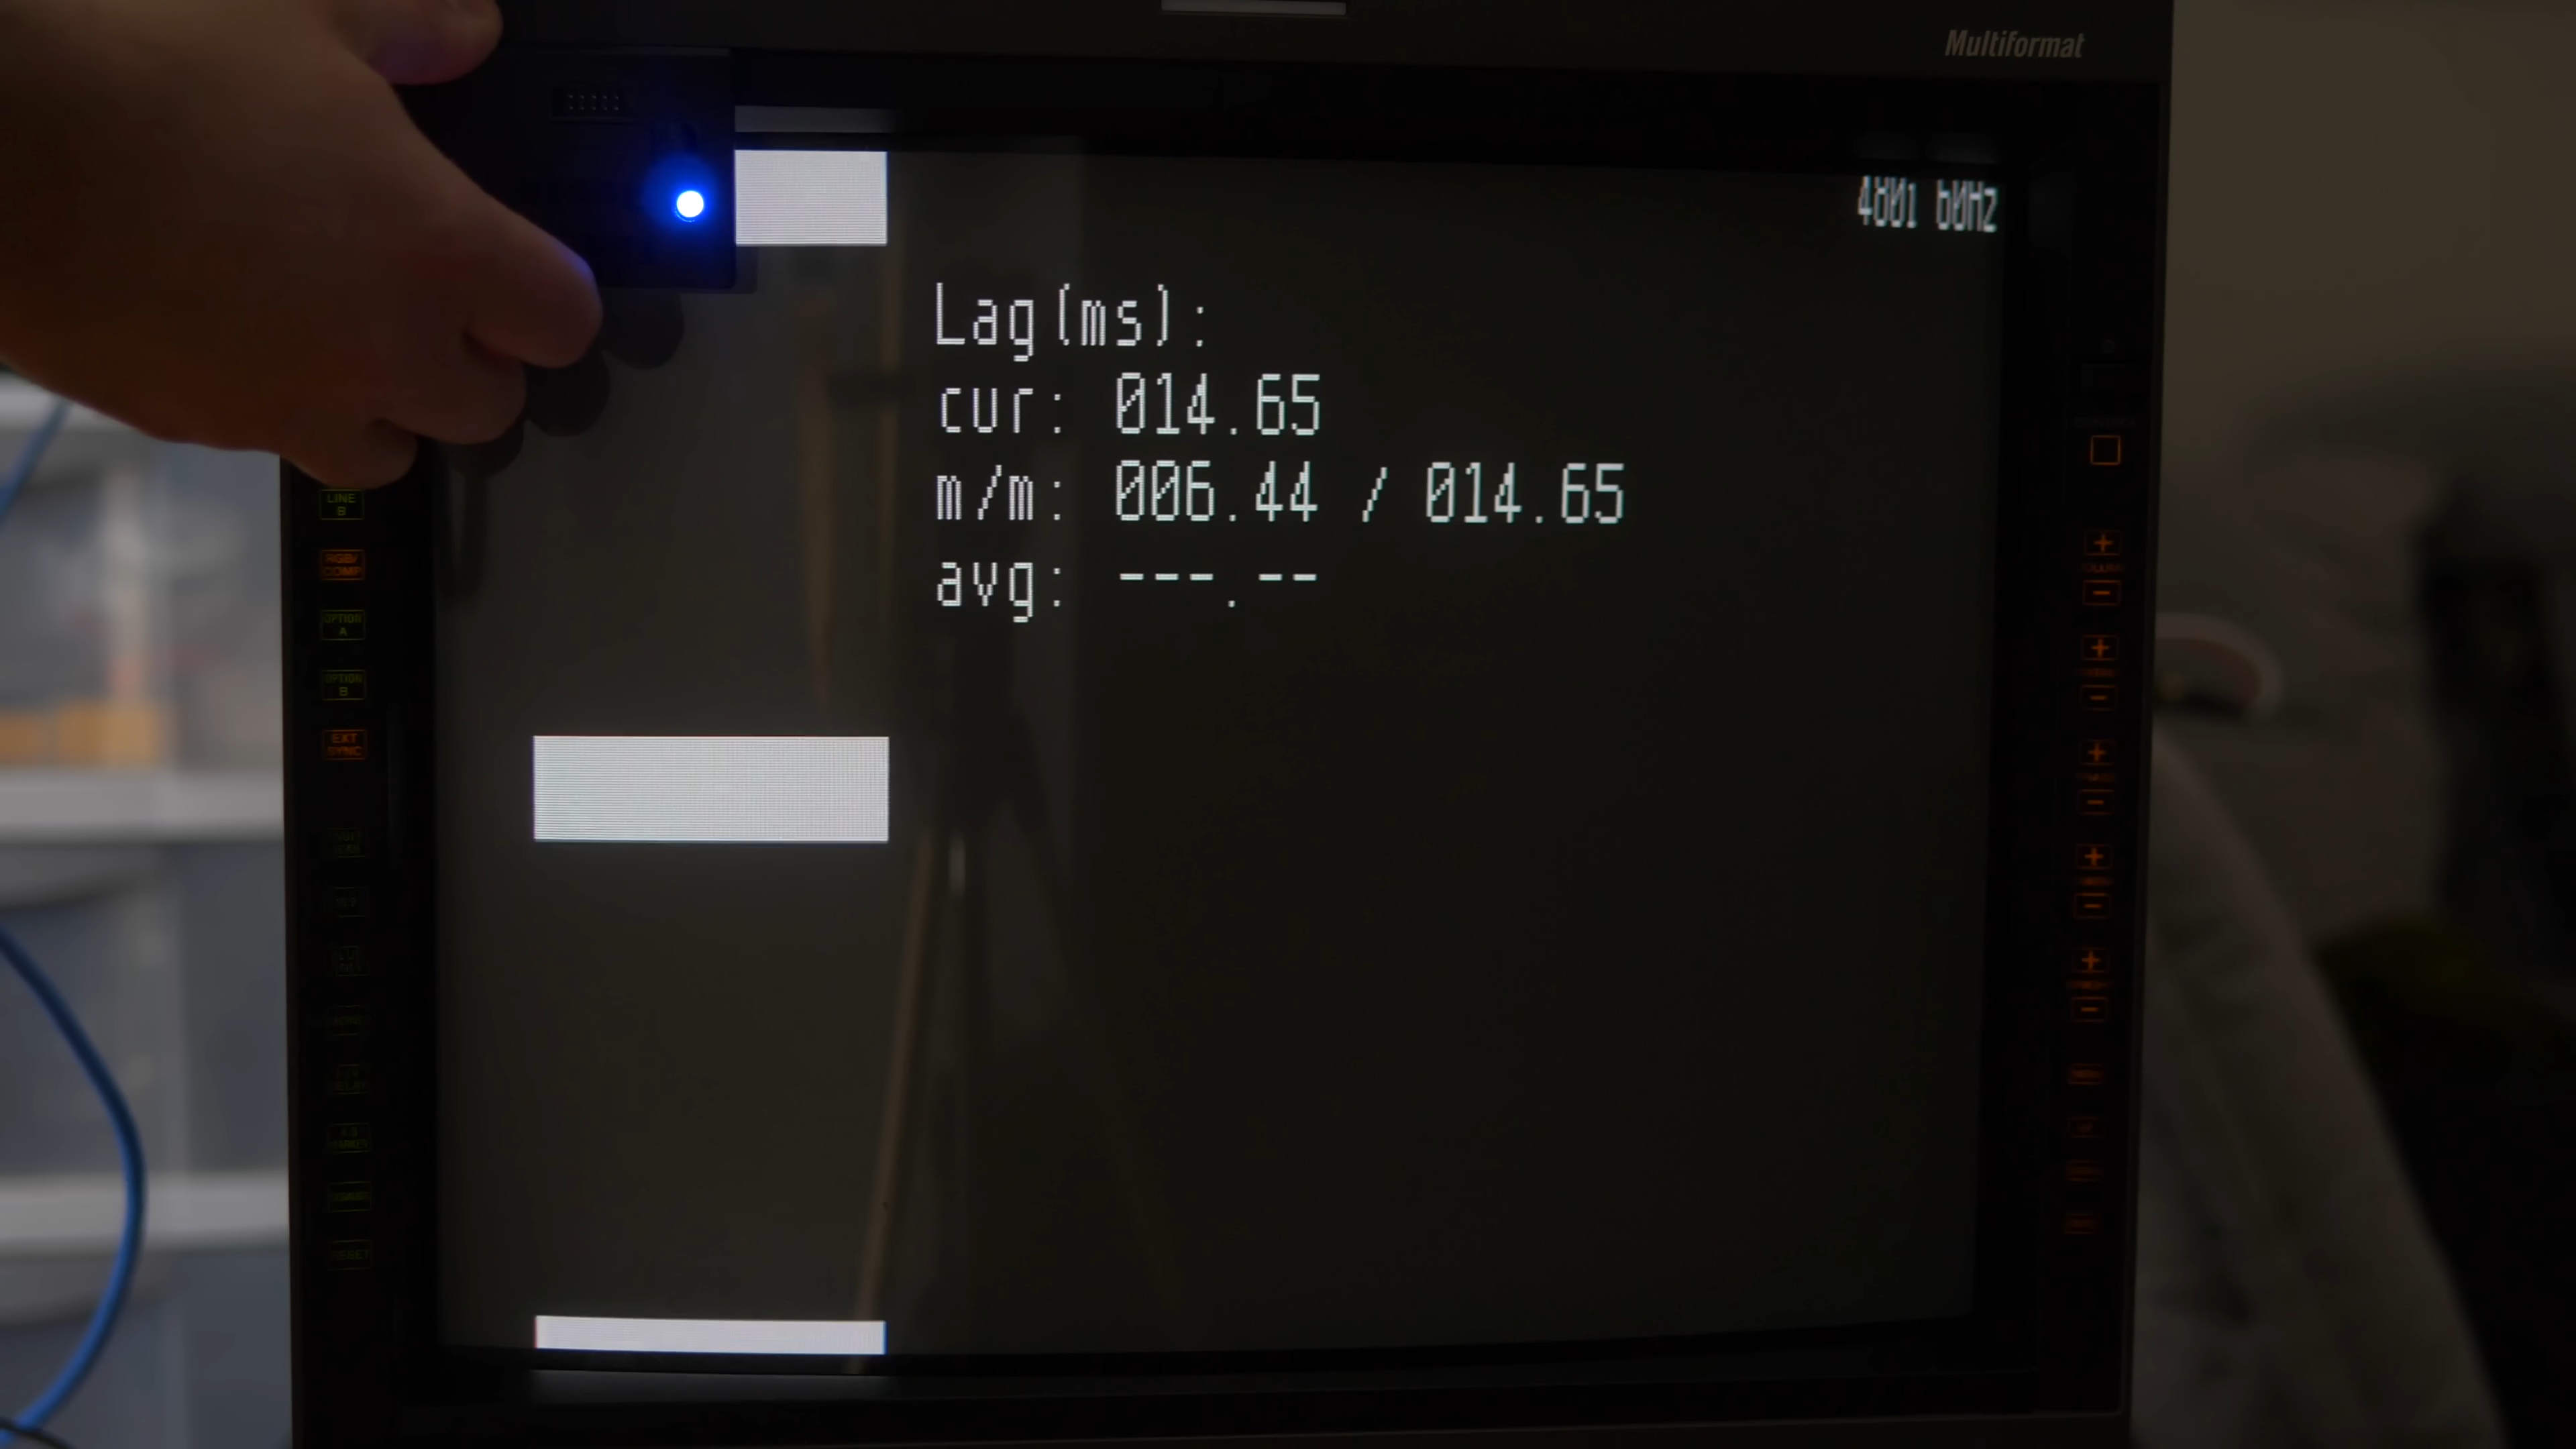 Multiformat
480i 60Hz
Lag(ms):
cur: 014.65
m/m: 006.44 / 014.65
avg: ---.--
LINE
B
RGB/
COMP
OPTION
A
OPTION
B
EXT
SYNC